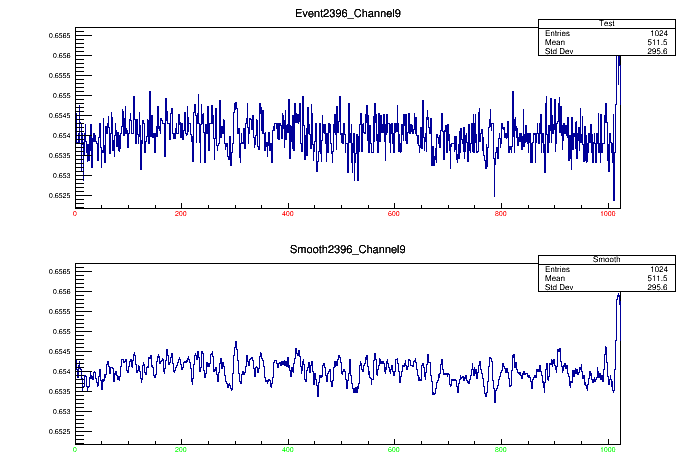 Event2396_Channel9
Test
Entries 1024
Mean 511.5
Std Dev 295.6
0.6565
0.656
0.6555
0.655
0.6545
0.654
0.6535
0.653
0.6525
0 200 400 600 800 1000
Smooth2396_Channel9
Smooth
Entries 1024
Mean 511.5
Std Dev 295.6
0.6565
0.656
0.6555
0.655
0.6545
0.654
0.6535
0.653
0.6525
0 200 400 600 800 1000